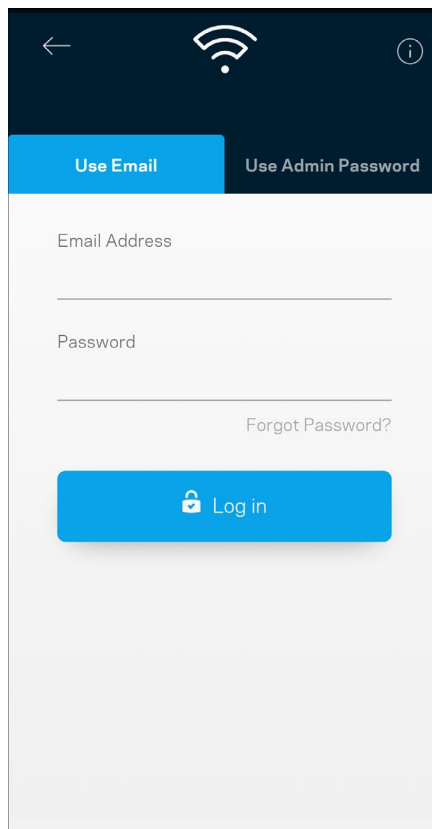 Use Email
Use Admin Password
Email Address
Password
Forgot Password?
Log in